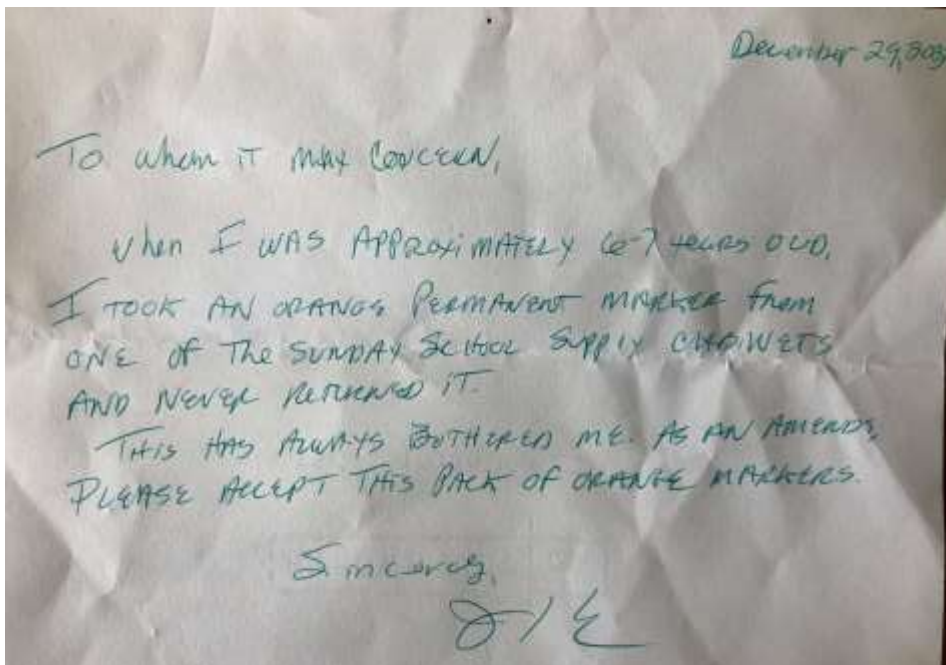 December 29,
To whom IT MAY CONCERN,
when I WAS APPROXIMATELY 6-7 YEARS OLD,
I TOOK AN ORANGE PERMANENT MARKER from
ONE of The SUNDAY SCHOOL Supply CABINETS
AND NEVER RETURNED IT.
THIS HAS ALWAYS BOTHERED ME. AS AN AMENDS,
PLEASE ACCEPT THIS PACK OF ORANGE MARKERS.
Sincerely,